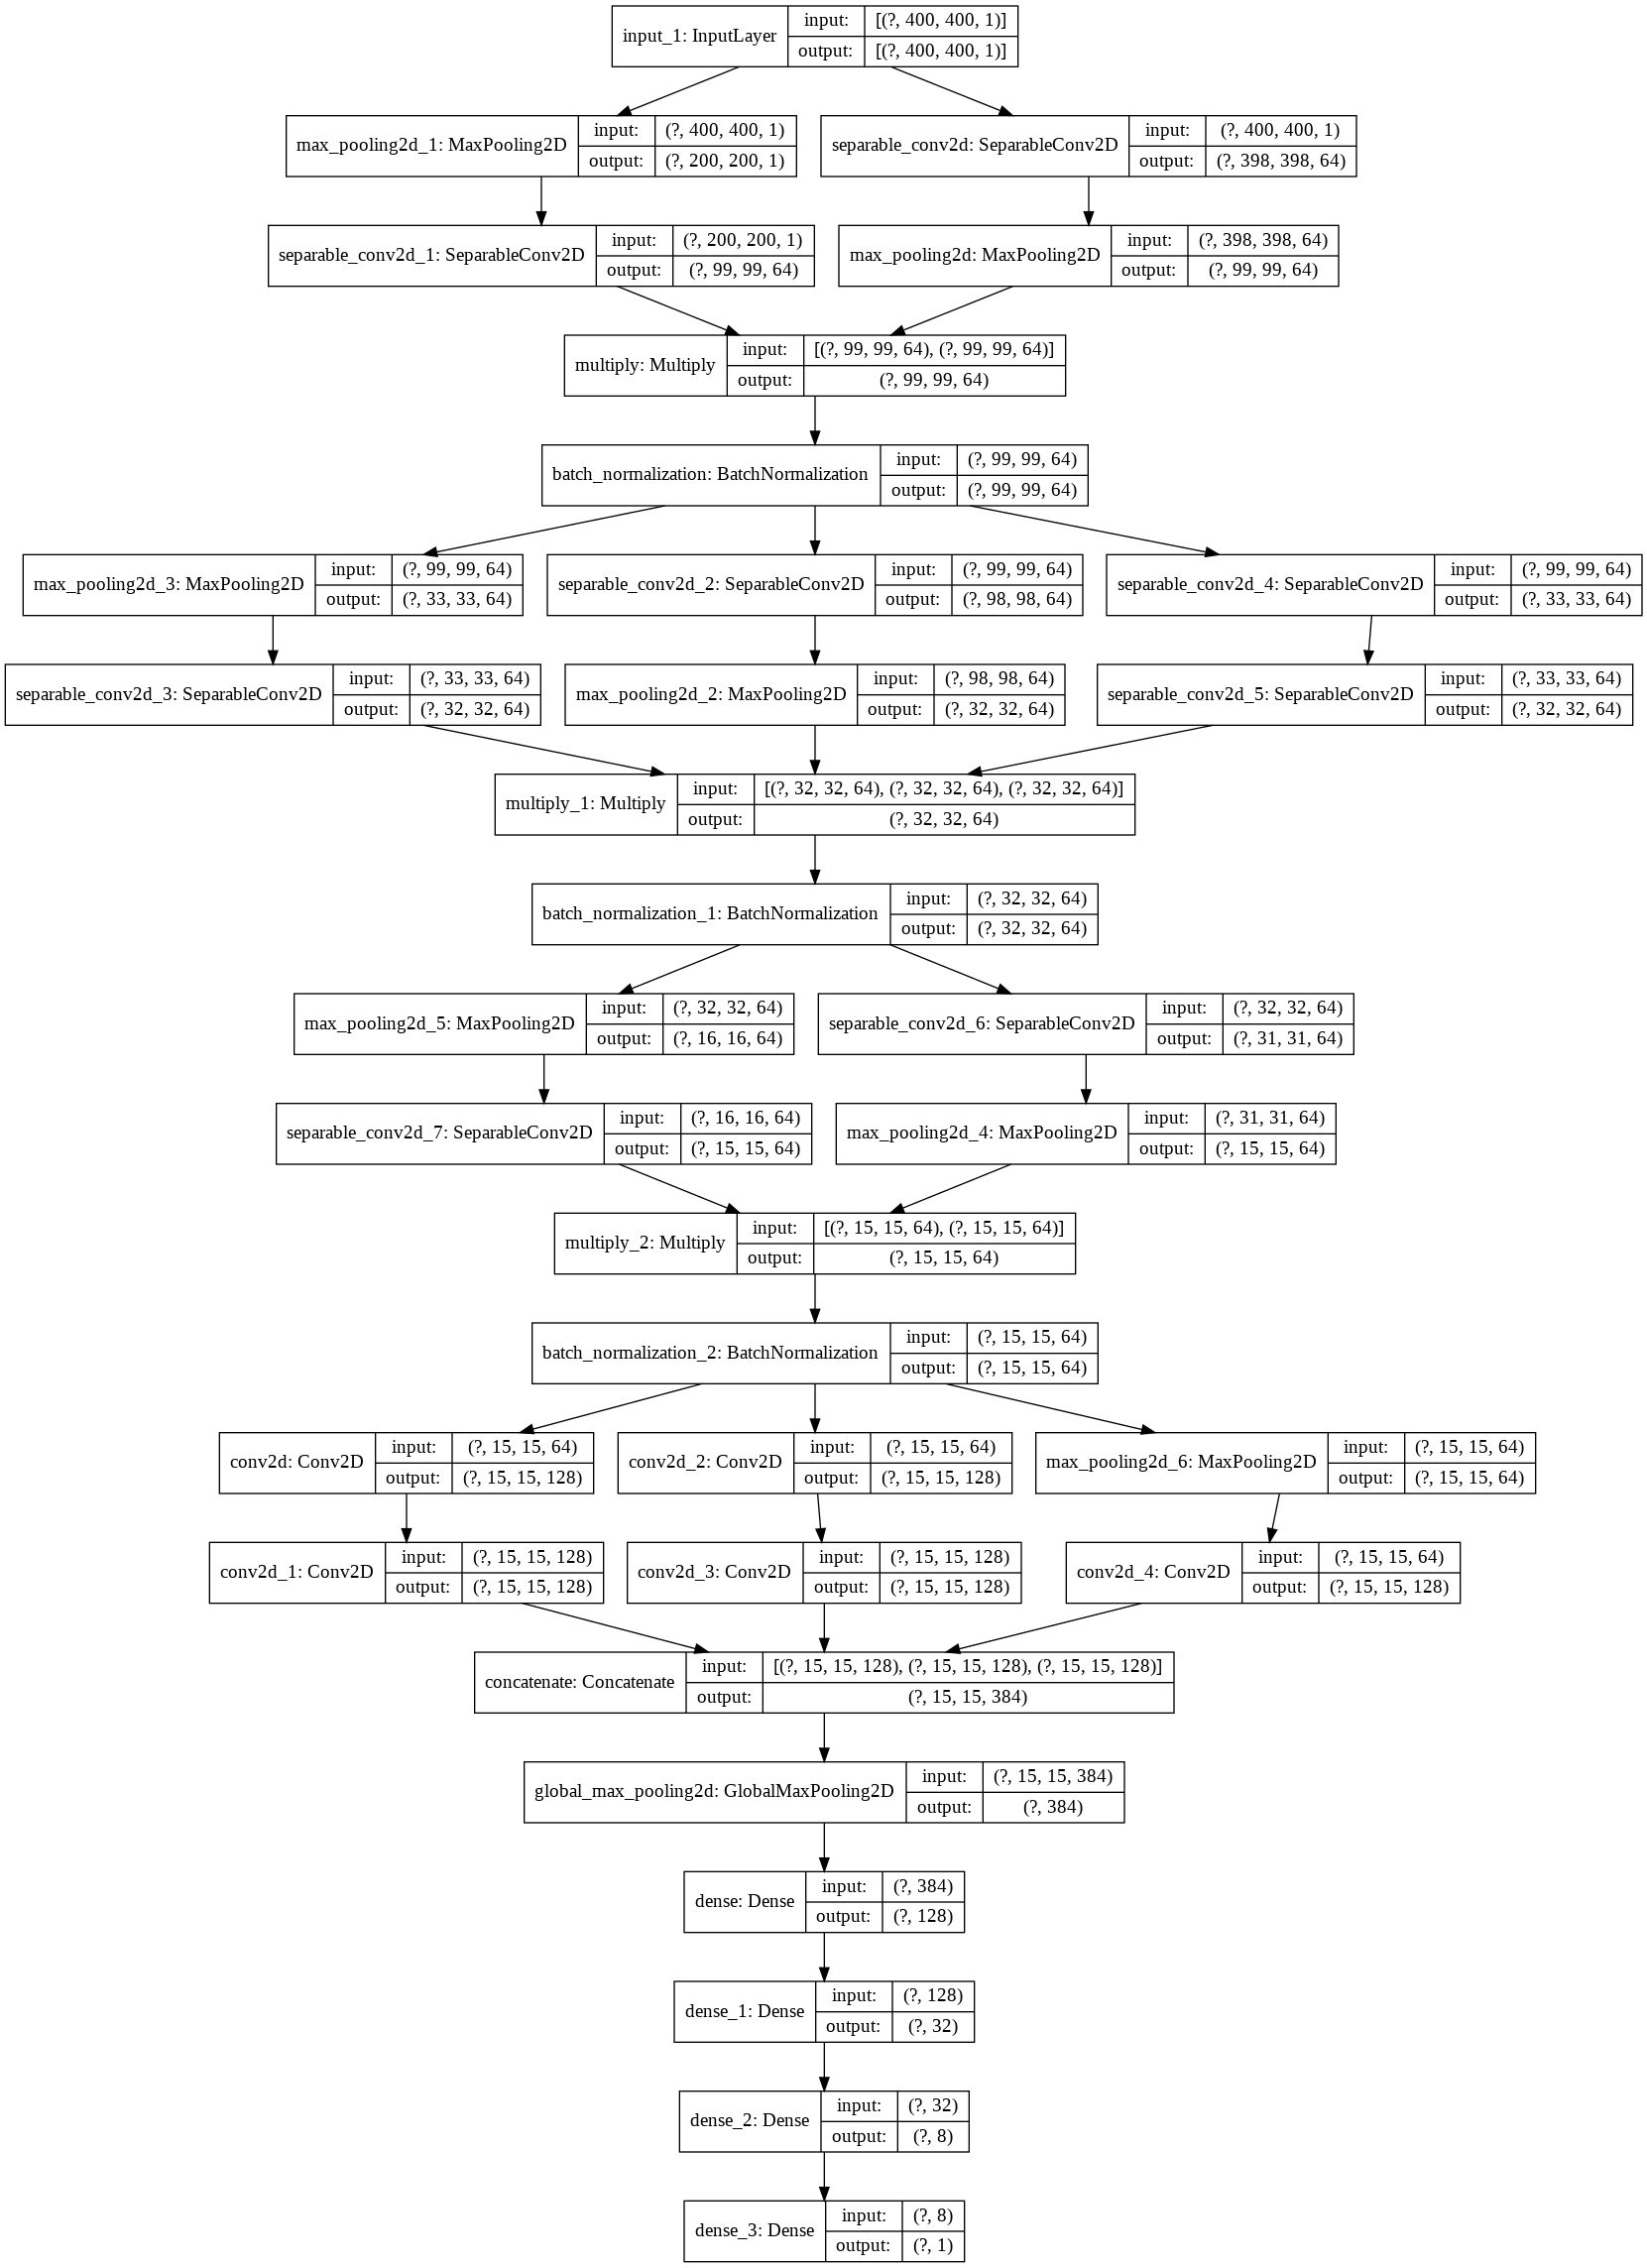 input_1: InputLayer input: [(?, 400, 400, 1)]
output: [(?, 400, 400, 1)]
max_pooling2d_1: MaxPooling2D input: (?, 400, 400, 1)
output: (?, 200, 200, 1)
separable_conv2d: SeparableConv2D input: (?, 400, 400, 1)
output: (?, 398, 398, 64)
separable_conv2d_1: SeparableConv2D input: (?, 200, 200, 1)
output: (?, 99, 99, 64)
max_pooling2d: MaxPooling2D input: (?, 398, 398, 64)
output: (?, 99, 99, 64)
multiply: Multiply input: [(?, 99, 99, 64), (?, 99, 99, 64)]
output: (?, 99, 99, 64)
batch_normalization: BatchNormalization input: (?, 99, 99, 64)
output: (?, 99, 99, 64)
max_pooling2d_3: MaxPooling2D input: (?, 99, 99, 64)
output: (?, 33, 33, 64)
separable_conv2d_2: SeparableConv2D input: (?, 99, 99, 64)
output: (?, 98, 98, 64)
separable_conv2d_4: SeparableConv2D input: (?, 99, 99, 64)
output: (?, 33, 33, 64)
separable_conv2d_3: SeparableConv2D input: (?, 33, 33, 64)
output: (?, 32, 32, 64)
max_pooling2d_2: MaxPooling2D input: (?, 98, 98, 64)
output: (?, 32, 32, 64)
separable_conv2d_5: SeparableConv2D input: (?, 33, 33, 64)
output: (?, 32, 32, 64)
multiply_1: Multiply input: [(?, 32, 32, 64), (?, 32, 32, 64), (?, 32, 32, 64)]
output: (?, 32, 32, 64)
batch_normalization_1: BatchNormalization input: (?, 32, 32, 64)
output: (?, 32, 32, 64)
max_pooling2d_5: MaxPooling2D input: (?, 32, 32, 64)
output: (?, 16, 16, 64)
separable_conv2d_6: SeparableConv2D input: (?, 32, 32, 64)
output: (?, 31, 31, 64)
separable_conv2d_7: SeparableConv2D input: (?, 16, 16, 64)
output: (?, 15, 15, 64)
max_pooling2d_4: MaxPooling2D input: (?, 31, 31, 64)
output: (?, 15, 15, 64)
multiply_2: Multiply input: [(?, 15, 15, 64), (?, 15, 15, 64)]
output: (?, 15, 15, 64)
batch_normalization_2: BatchNormalization input: (?, 15, 15, 64)
output: (?, 15, 15, 64)
conv2d: Conv2D input: (?, 15, 15, 64)
output: (?, 15, 15, 128)
conv2d_2: Conv2D input: (?, 15, 15, 64)
output: (?, 15, 15, 128)
max_pooling2d_6: MaxPooling2D input: (?, 15, 15, 64)
output: (?, 15, 15, 64)
conv2d_1: Conv2D input: (?, 15, 15, 128)
output: (?, 15, 15, 128)
conv2d_3: Conv2D input: (?, 15, 15, 128)
output: (?, 15, 15, 128)
conv2d_4: Conv2D input: (?, 15, 15, 64)
output: (?, 15, 15, 128)
concatenate: Concatenate input: [(?, 15, 15, 128), (?, 15, 15, 128), (?, 15, 15, 128)]
output: (?, 15, 15, 384)
global_max_pooling2d: GlobalMaxPooling2D input: (?, 15, 15, 384)
output: (?, 384)
dense: Dense input: (?, 384)
output: (?, 128)
dense_1: Dense input: (?, 128)
output: (?, 32)
dense_2: Dense input: (?, 32)
output: (?, 8)
dense_3: Dense input: (?, 8)
output: (?, 1)